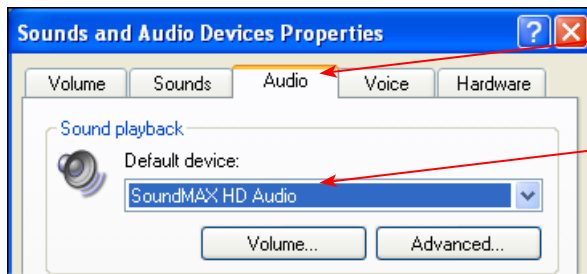 Sounds and Audio Devices Properties
?
Volume Sounds Audio Voice Hardware
Sound playback
Default device:
SoundMAX HD Audio
Volume... Advanced...